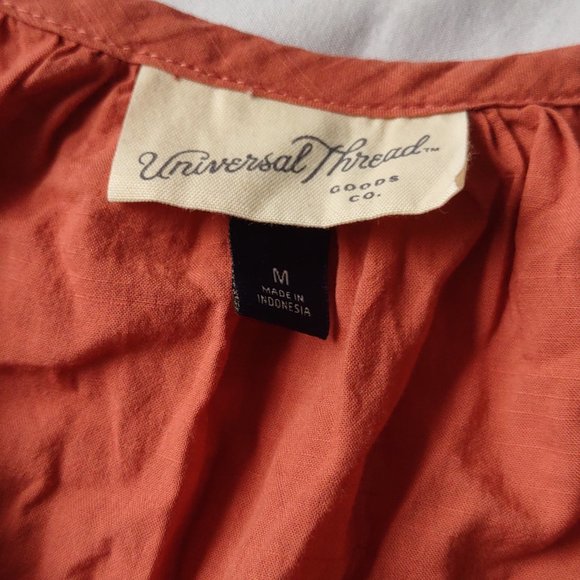 Universal Thread™
GOODS
CO.
M
MADE IN
INDONESIA